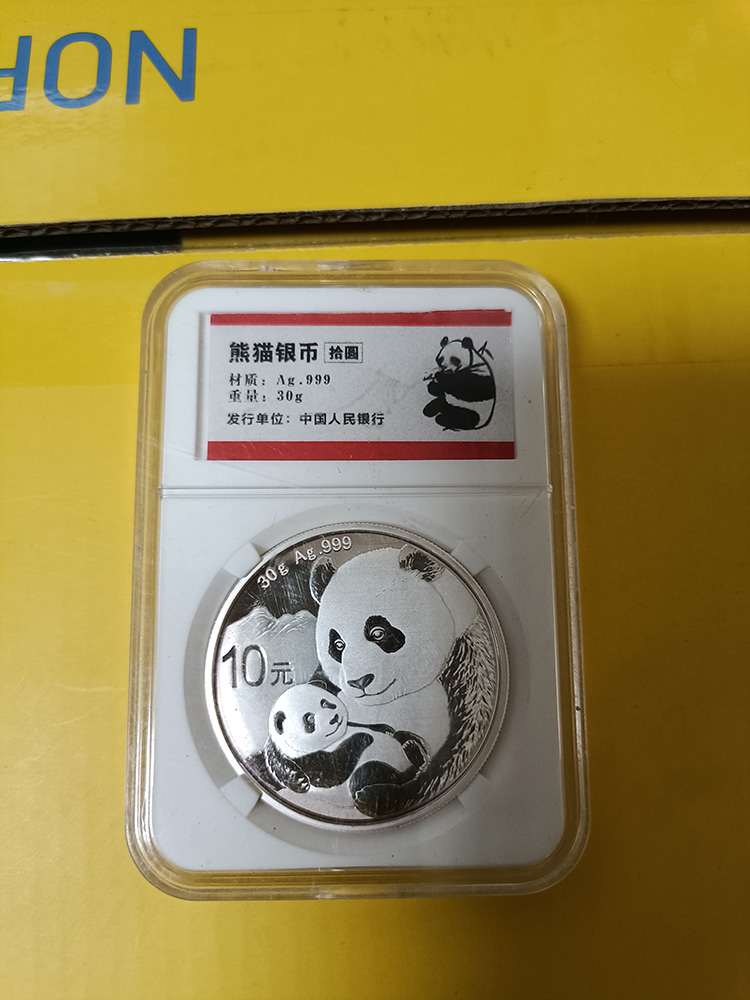 NOF
熊猫银币 拾圆
材质: Ag.999
重量: 30g
发行单位: 中国人民银行
30g Ag.999
10元